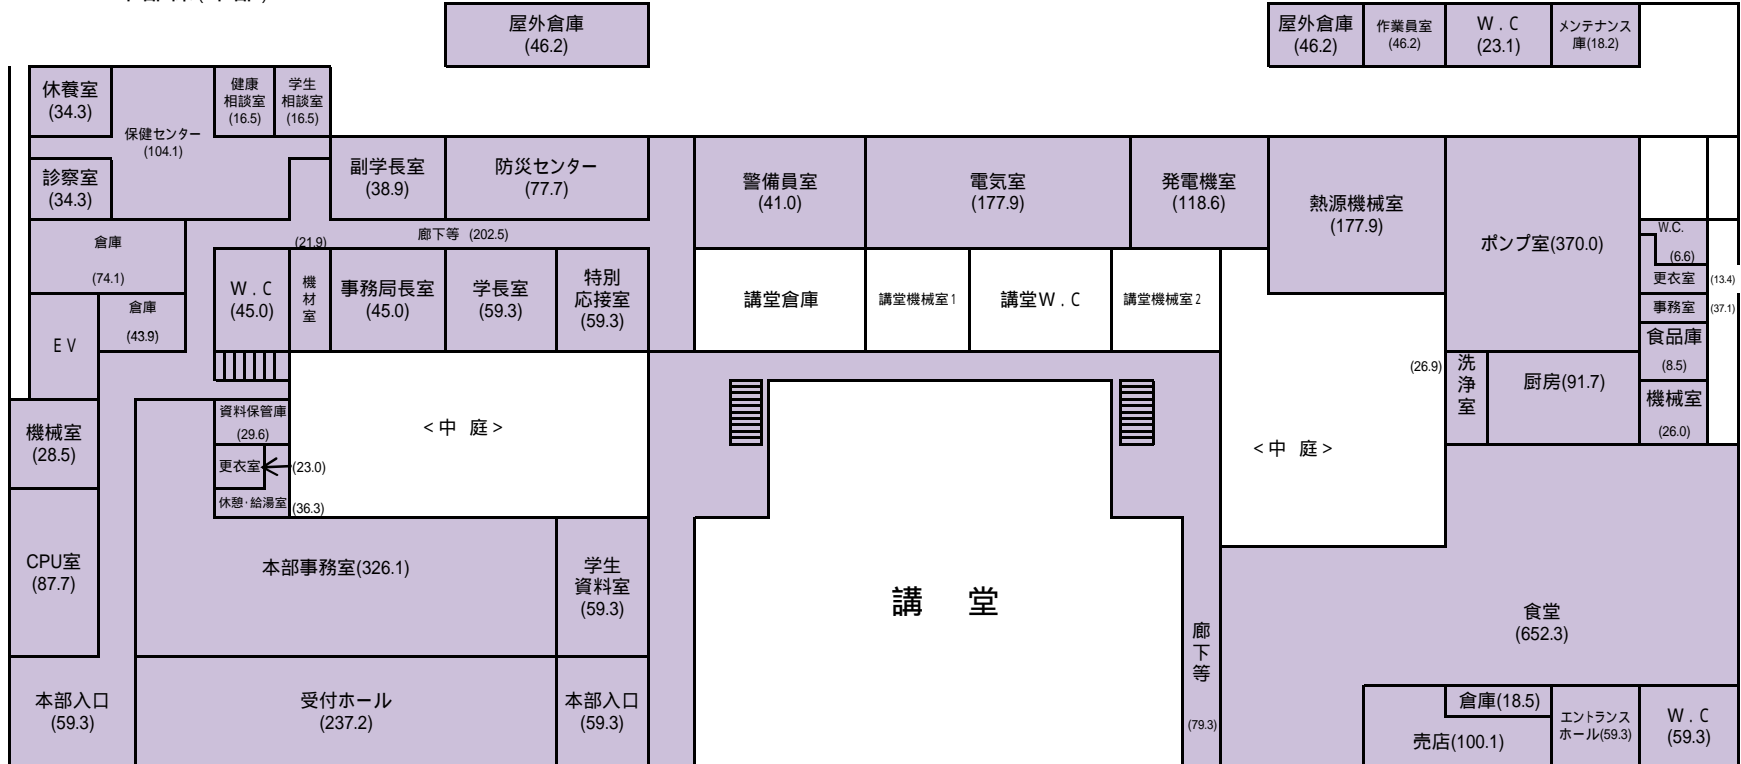 屋外倉庫
(46.2)
屋外倉庫
(46.2)
作業員室
(46.2)
W.C
(23.1)
メンテナンス
庫(18.2)
休養室
(34.3)
保健センター
(104.1)
健康
相談室
(16.5)
学生
相談室
(16.5)
診察室
(34.3)
副学長室
(38.9)
防災センター
(77.7)
警備員室
(41.0)
電気室
(177.9)
発電機室
(118.6)
熱源機械室
(177.9)
ポンプ室(370.0)
倉庫
(74.1)
(21.9)
廊下等 (202.5)
W.C.
(6.6)
更衣室
(13.4)
事務室
(37.1)
食品庫
(8.5)
機械室
(26.0)
倉庫
(43.9)
EV
W.C
(45.0)
機材室
事務局長室
(45.0)
学長室
(59.3)
特別
応接室
(59.3)
講堂倉庫
講堂機械室1
講堂W.C
講堂機械室2
(26.9)
洗浄室
厨房(91.7)
機械室
(28.5)
資料保管庫
(29.6)
更衣室
(23.0)
休憩・給湯室
(36.3)
<中 庭>
<中 庭>
CPU室
(87.7)
本部事務室(326.1)
学生
資料室
(59.3)
講 堂
廊下等
(79.3)
食堂
(652.3)
本部入口
(59.3)
受付ホール
(237.2)
本部入口
(59.3)
倉庫(18.5)
売店(100.1)
エントランス
ホール(59.3)
W.C
(59.3)